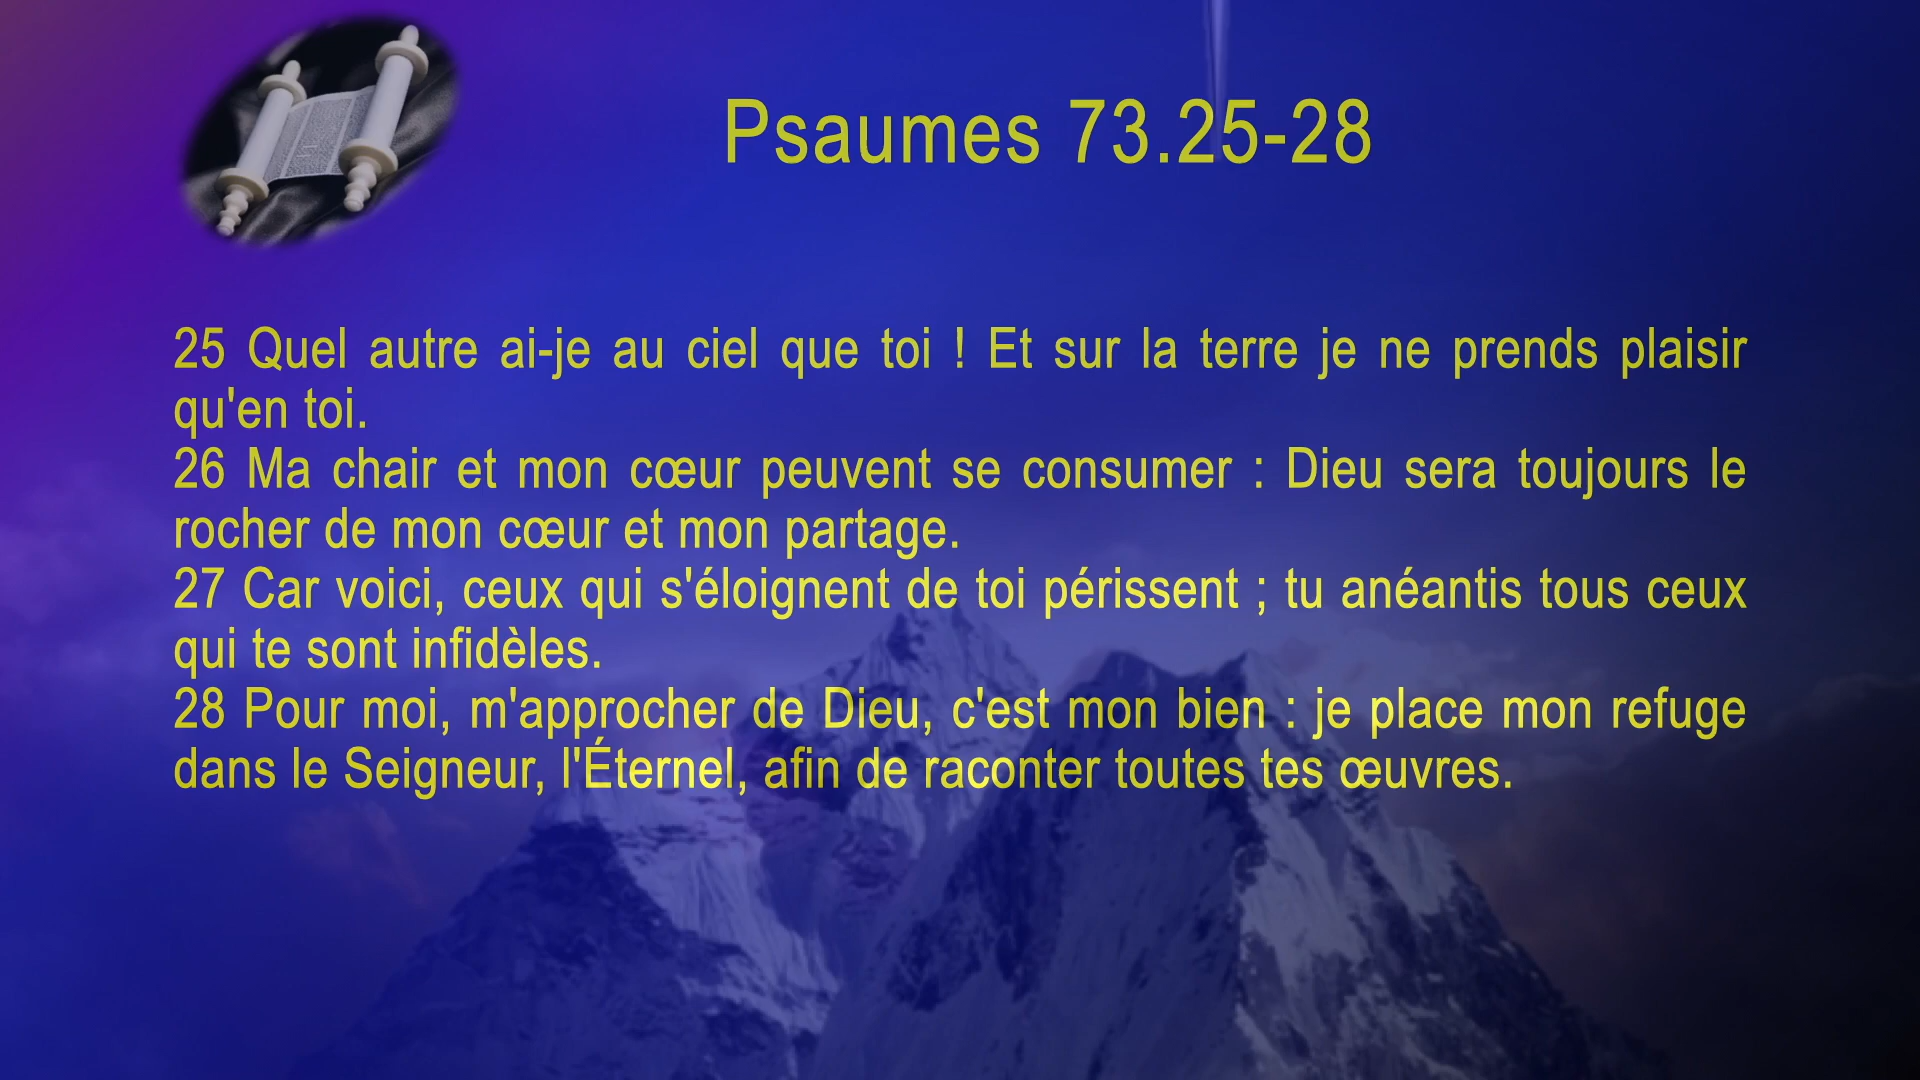 Psaumes 73.25-28
25 Quel autre ai-je au ciel que toi ! Et sur la terre je ne prends plaisir
qu'en toi.
26 Ma chair et mon cœur peuvent se consumer : Dieu sera toujours le
rocher de mon cœur et mon partage.
27 Car voici, ceux qui s'éloignent de toi périssent ; tu anéantis tous ceux
qui te sont infidèles.
28 Pour moi, m'approcher de Dieu, c'est mon bien : je place mon refuge
dans le Seigneur, l'Éternel, afin de raconter toutes tes œuvres.